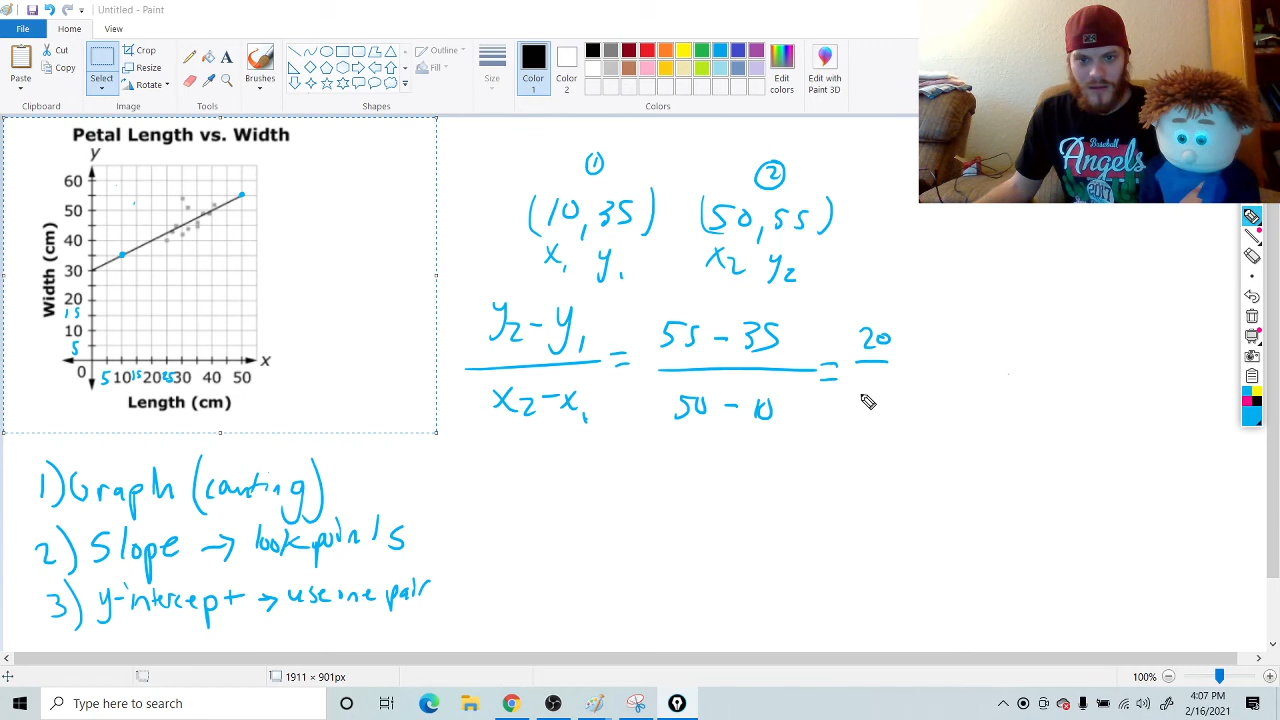 Untitled - Paint
File Home View
Paste Cut Copy Clipboard
Select Crop Resize Rotate Image
Tools
Brushes
Shapes Outline Fill
Size
Color 1 Color 2 Colors Edit colors
Edit with Paint 3D
Petal Length vs. Width
y
60
50
40
30
20
15
10
5
0 5 10 15 20 25 30 40 50 x
Width (cm)
Length (cm)
① ②
(10,35) (50,55)
x₁ y₁ x₂ y₂
y₂ - y₁ = 55 - 35 = 20
x₂ - x₁ 50 - 10
1) Graph (counting)
2) Slope → look points
3) y-intercept → use one pair
Baseball
Angels
2017
1911 × 901px
100%
Type here to search
4:07 PM
2/16/2021